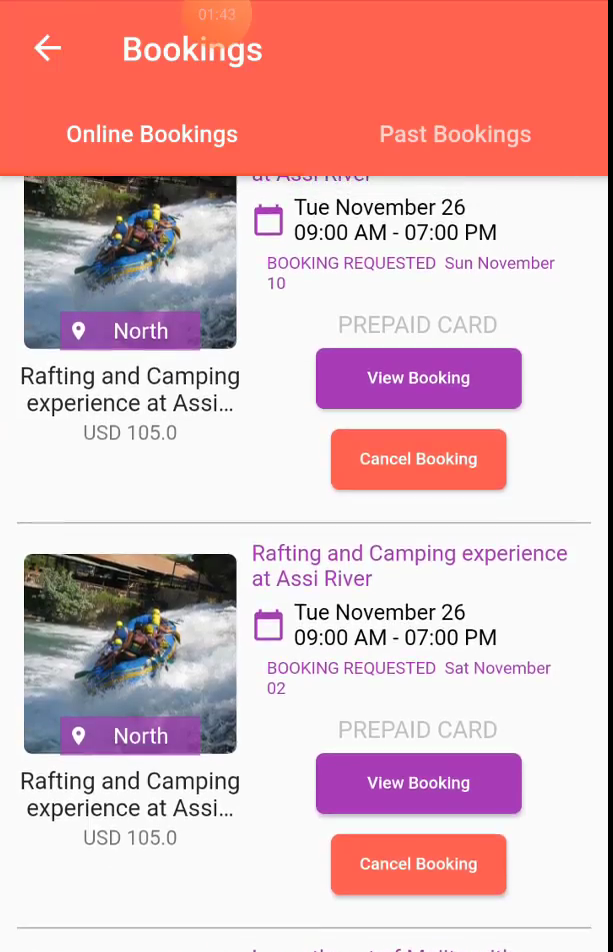 01:43
Bookings
Online Bookings
Past Bookings
at Assi River
Tue November 26
09:00 AM - 07:00 PM
BOOKING REQUESTED Sun November
10
North
PREPAID CARD
Rafting and Camping
experience at Assi...
USD 105.0
View Booking
Cancel Booking
Rafting and Camping experience
at Assi River
Tue November 26
09:00 AM - 07:00 PM
BOOKING REQUESTED Sat November
02
North
PREPAID CARD
Rafting and Camping
experience at Assi...
USD 105.0
View Booking
Cancel Booking